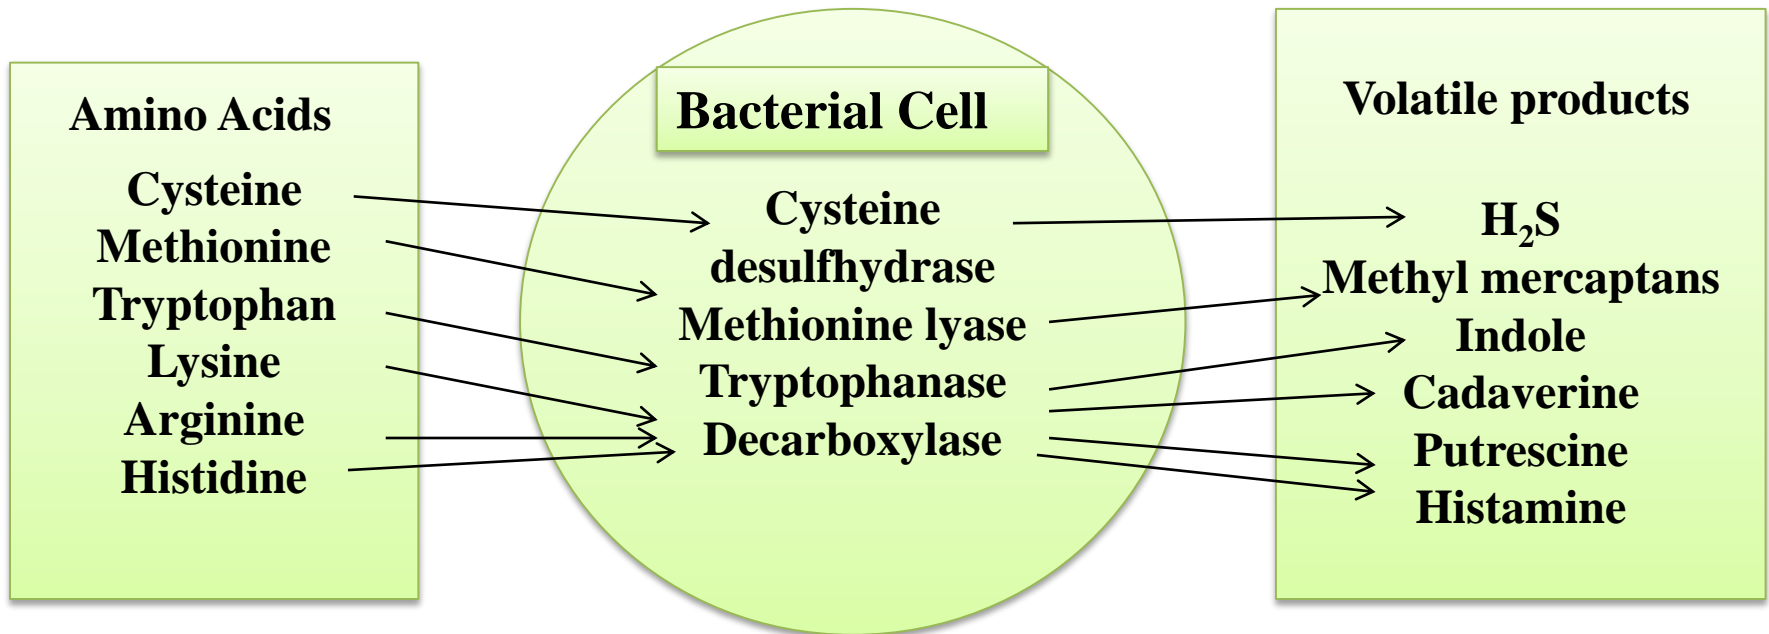 Amino Acids
Cysteine
Methionine
Tryptophan
Lysine
Arginine
Histidine
Bacterial Cell
Cysteine
desulfhydrase
Methionine lyase
Tryptophanase
Decarboxylase
Volatile products
H₂S
Methyl mercaptans
Indole
Cadaverine
Putrescine
Histamine